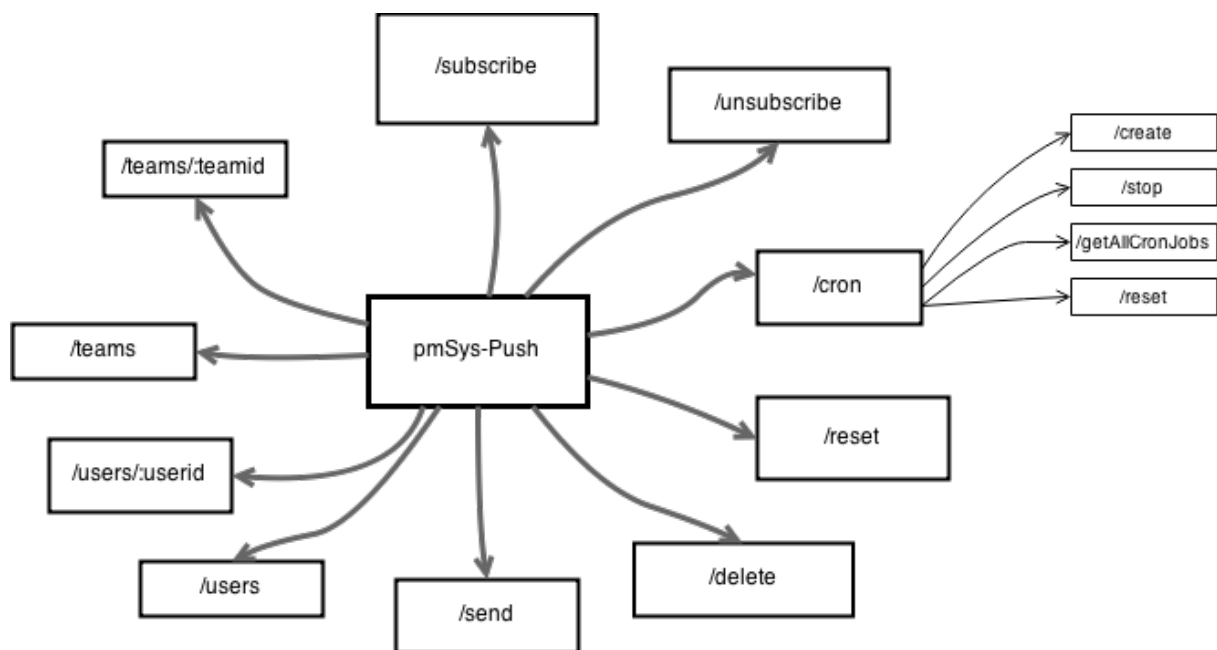 /subscribe
/unsubscribe
/create
/teams/:teamid
/stop
/getAllCronJobs
/cron
/reset
/teams
pmSys-Push
/reset
/users/:userid
/users
/delete
/send